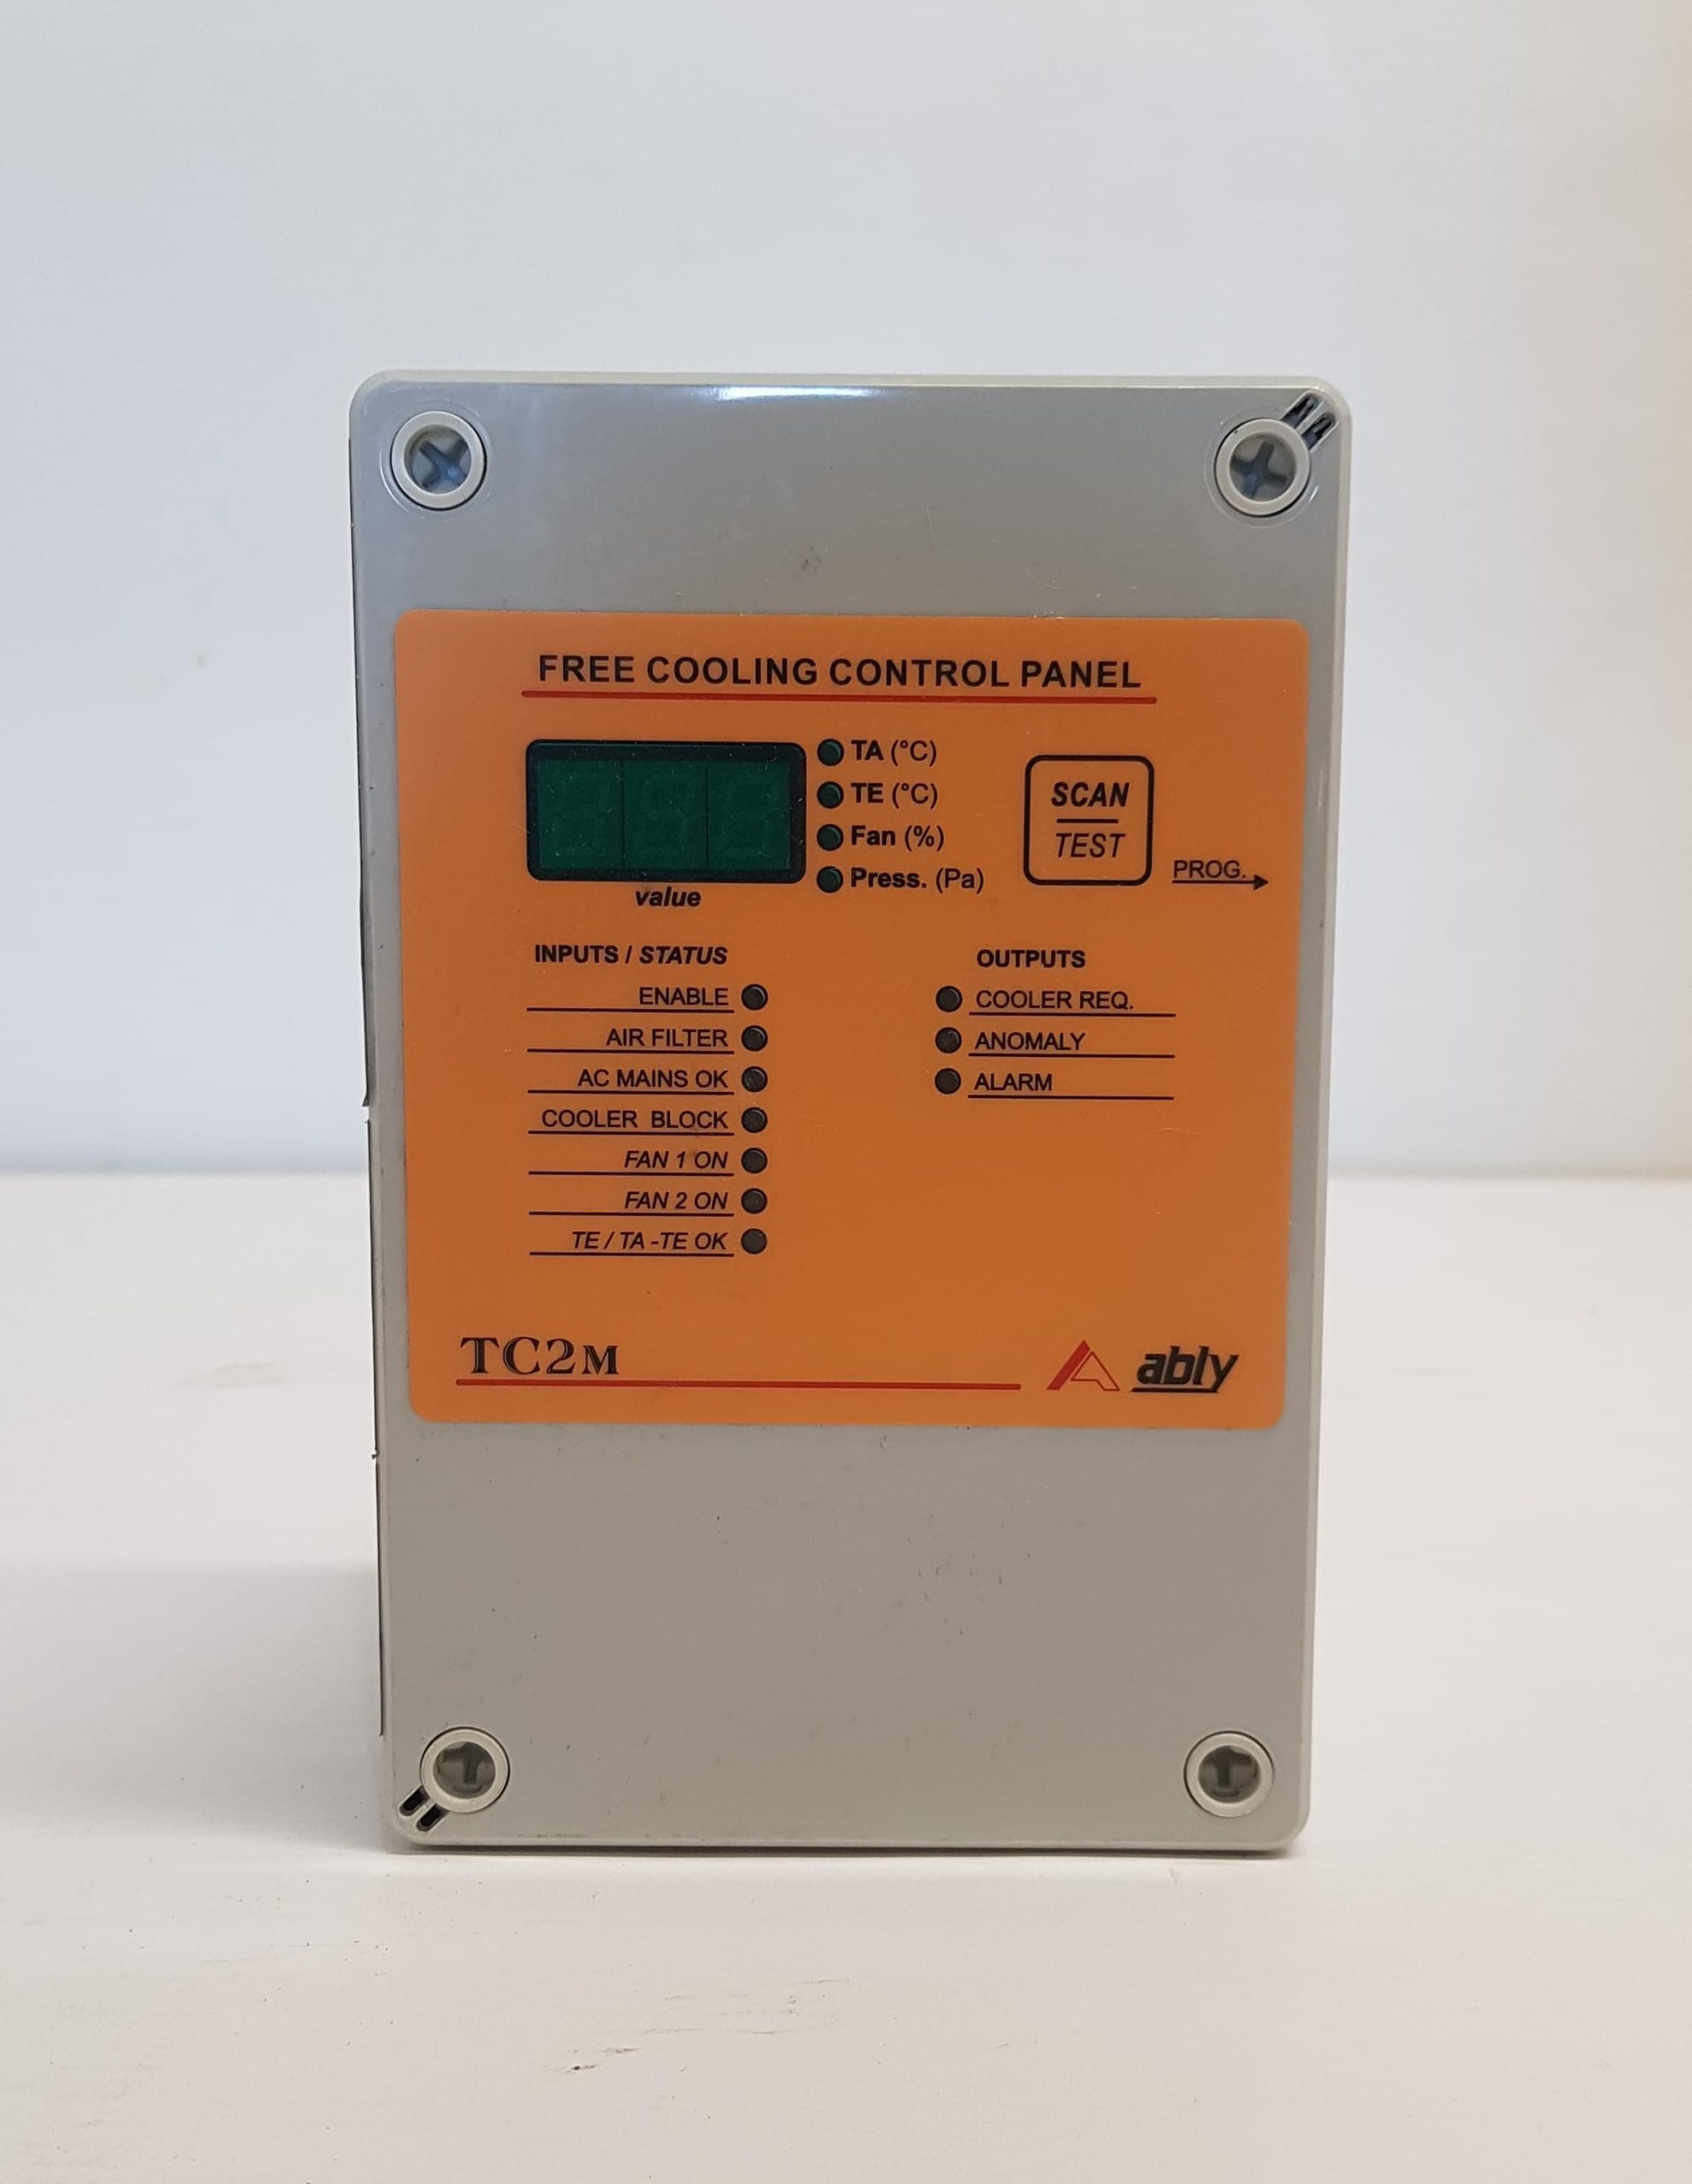 FREE COOLING CONTROL PANEL
TA (°C)
TE (°C)
Fan (%)
Press. (Pa)
value
SCAN
TEST
PROG.
INPUTS / STATUS
ENABLE
AIR FILTER
AC MAINS OK
COOLER BLOCK
FAN 1 ON
FAN 2 ON
TE / TA -TE OK
OUTPUTS
COOLER REQ.
ANOMALY
ALARM
TC2M
ably